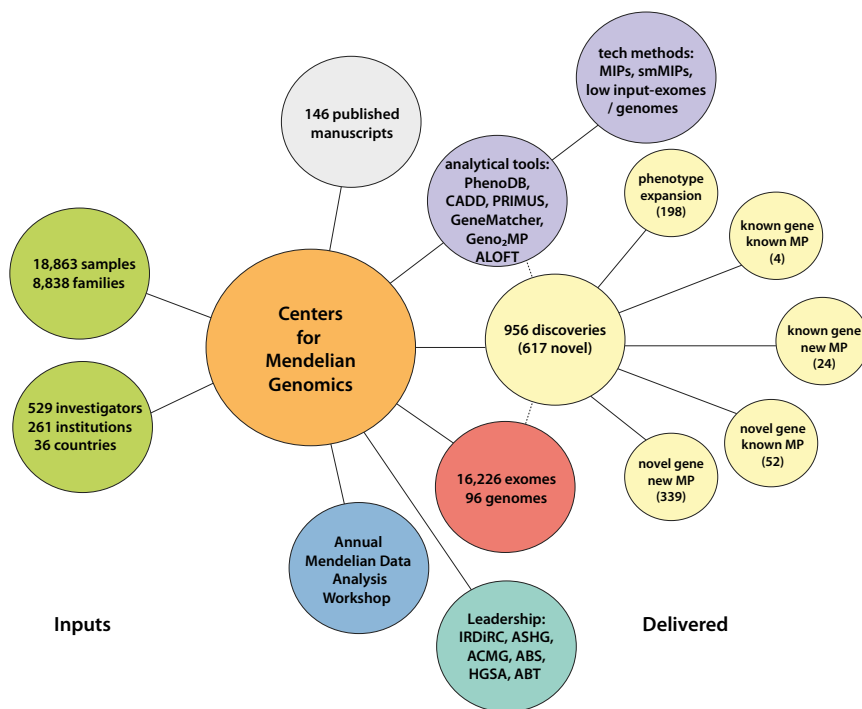 tech methods:
MIPs, smMIPs,
low input-exomes
/ genomes
146 published
manuscripts
analytical tools:
PhenoDB,
CADD, PRIMUS,
GeneMatcher,
Geno₂MP
ALOFT
phenotype
expansion
(198)
known gene
known MP
(4)
18,863 samples
8,838 families
Centers
for
Mendelian
Genomics
956 discoveries
(617 novel)
known gene
new MP
(24)
529 investigators
261 institutions
36 countries
novel gene
known MP
(52)
novel gene
new MP
(339)
16,226 exomes
96 genomes
Annual
Mendelian Data
Analysis
Workshop
Inputs
Leadership:
IRDiRC, ASHG,
ACMG, ABS,
HGSA, ABT
Delivered